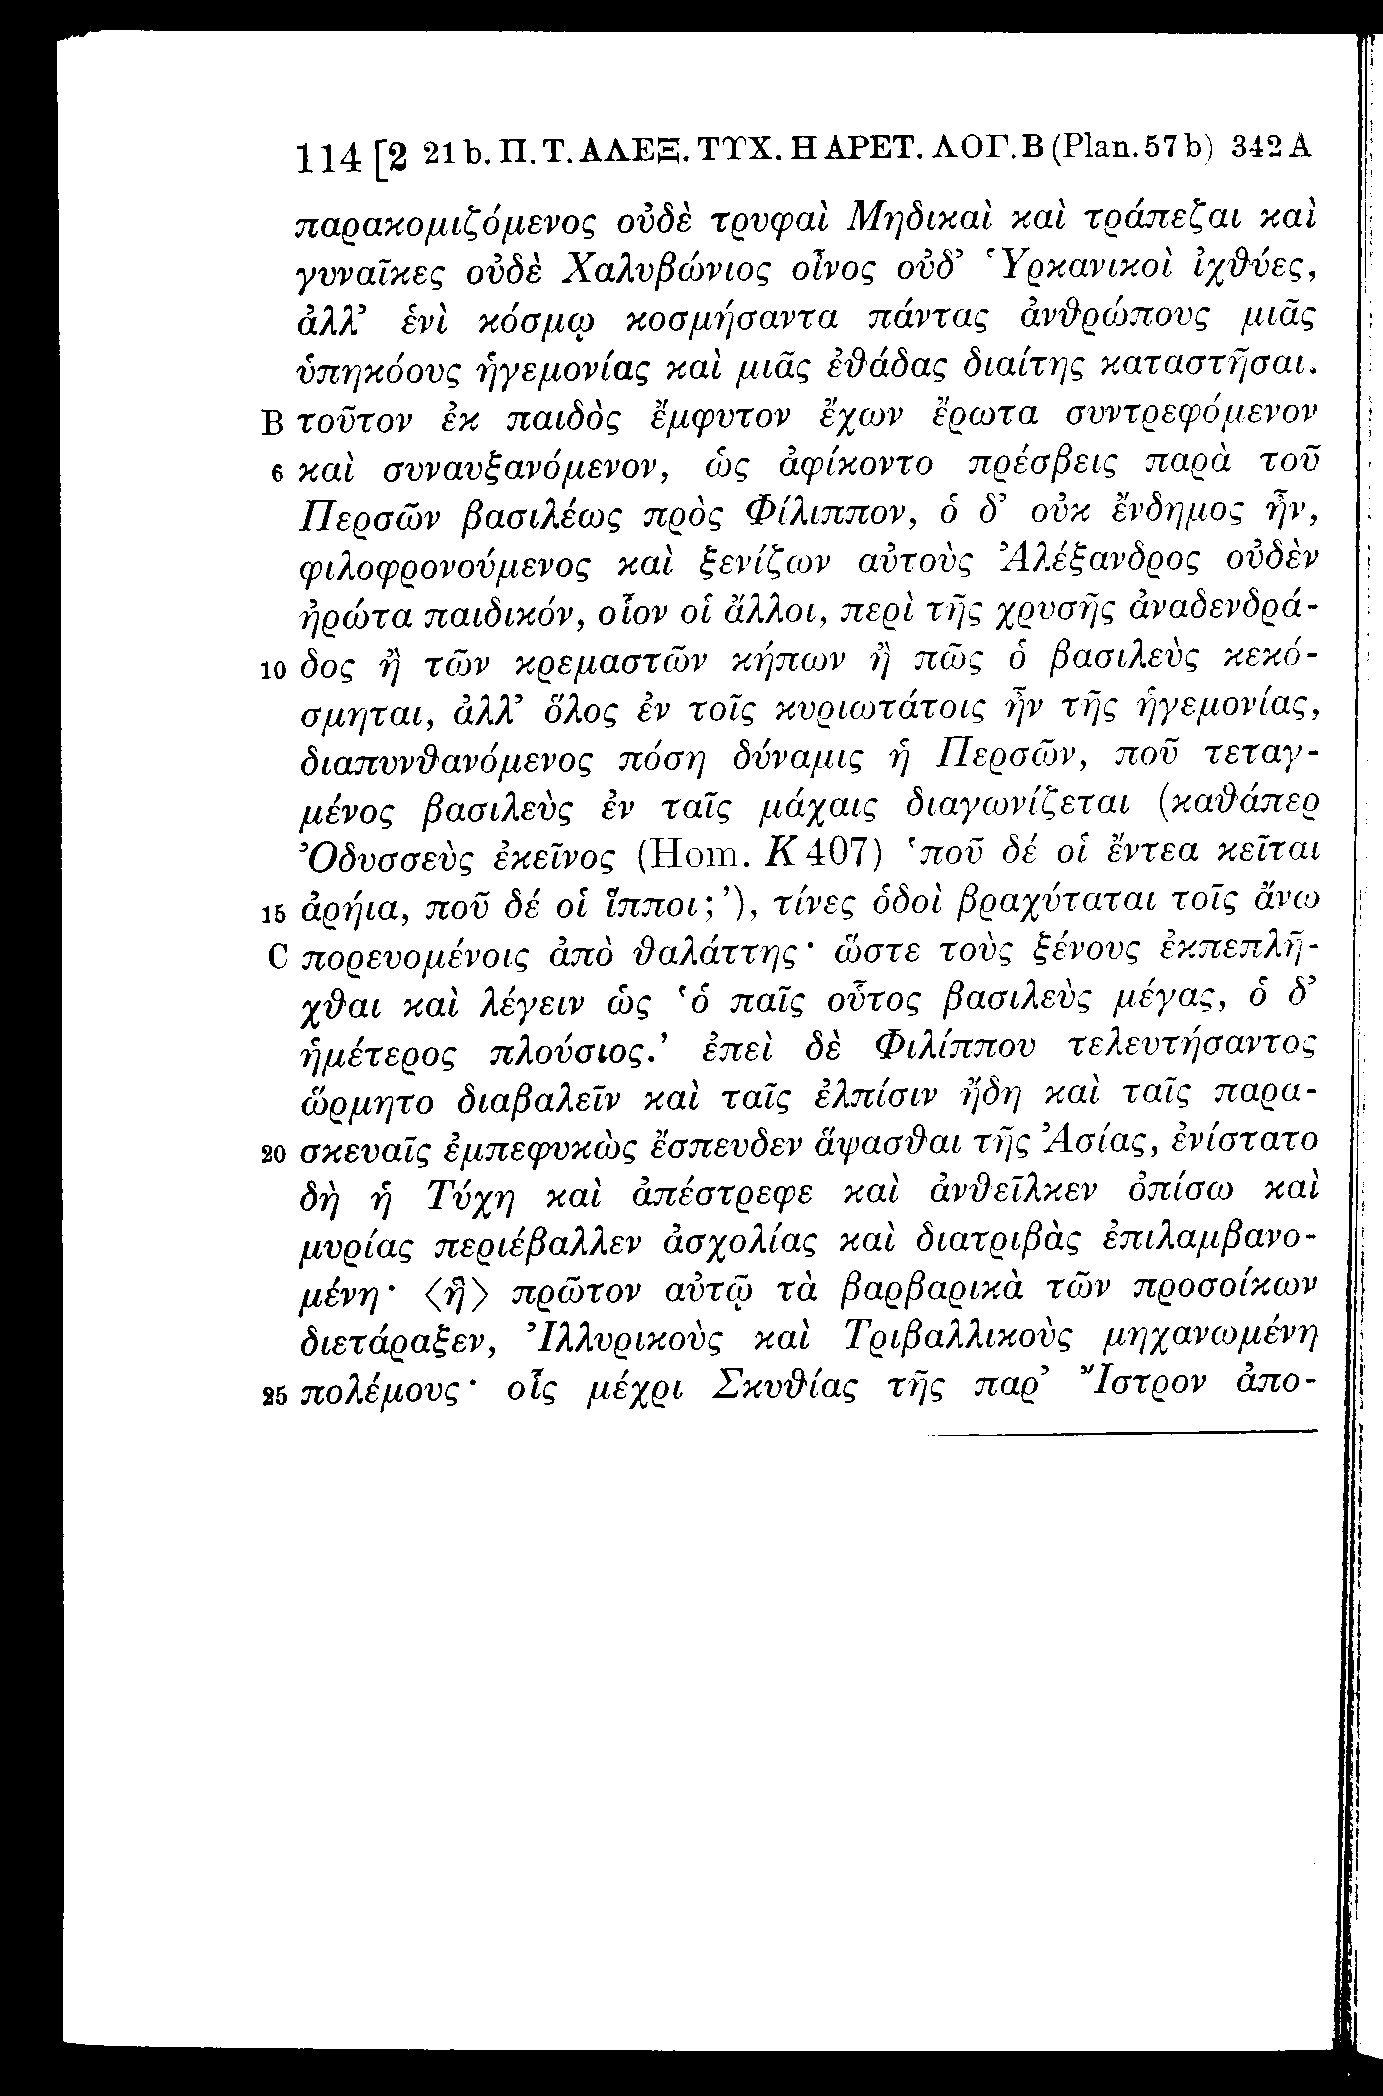 114 [2 21b. Π. Τ. ΑΛΕΞ. ΤΥΧ. Η ΑΡΕΤ. ΛΟΓ. Β (Plan. 57b) 342 A
παρακομιζόμενος οὐδὲ τρυφαὶ Μηδικαὶ καὶ τράπεζαι καὶ
γυναῖκες οὐδὲ Χαλυβώνιος οἶνος οὐδ’ Ὑρκανικοὶ ἰχθύες,
ἀλλ’ ἑνὶ κόσμῳ κοσμήσαντα πάντας ἀνθρώπους μιᾶς
ὑπηκόους ἡγεμονίας καὶ μιᾶς ἐθάδας διαίτης καταστῆσαι.
B τοῦτον ἐκ παιδὸς ἔμφυτον ἔχων ἔρωτα συντρεφόμενον
6 καὶ συναυξανόμενον, ὡς ἀφίκοντο πρέσβεις παρὰ τοῦ
Περσῶν βασιλέως πρὸς Φίλιππον, ὁ δ’ οὐκ ἔνδημος ἦν,
φιλοφρονούμενος καὶ ξενίζων αὐτοὺς Ἀλέξανδρος οὐδὲν
ἠρώτα παιδικόν, οἷον οἱ ἄλλοι, περὶ τῆς χρυσῆς ἀναδενδρά-
10 δος ἢ τῶν κρεμαστῶν κήπων ἢ πῶς ὁ βασιλεὺς κεκό-
σμηται, ἀλλ’ ὅλος ἐν τοῖς κυριωτάτοις ἦν τῆς ἡγεμονίας,
διαπυνθανόμενος πόση δύναμις ἡ Περσῶν, ποῦ τεταγ-
μένος βασιλεὺς ἐν ταῖς μάχαις διαγωνίζεται (καθάπερ
Ὀδυσσεὺς ἐκεῖνος (Hom. K 407) ‘ποῦ δέ οἱ ἔντεα κεῖται
15 ἀρήια, ποῦ δέ οἱ ἵπποι;’), τίνες ὁδοὶ βραχύταται τοῖς ἄνω
C πορευομένοις ἀπὸ θαλάττης· ὥστε τοὺς ξένους ἐκπεπλῆ-
χθαι καὶ λέγειν ὡς ‘ὁ παῖς οὗτος βασιλεὺς μέγας, ὁ δ’
ἡμέτερος πλούσιος.’ ἐπεὶ δὲ Φιλίππου τελευτήσαντος
ὥρμητο διαβαλεῖν καὶ ταῖς ἐλπίσιν ἤδη καὶ ταῖς παρα-
20 σκευαῖς ἐμπεφυκὼς ἔσπευδεν ἅψασθαι τῆς Ἀσίας, ἐνίστατο
δὴ ἡ Τύχη καὶ ἀπέστρεφε καὶ ἀνθεῖλκεν ὀπίσω καὶ
μυρίας περιέβαλλεν ἀσχολίας καὶ διατριβὰς ἐπιλαμβανο-
μένη· ⟨ἣ⟩ πρῶτον αὐτῷ τὰ βαρβαρικὰ τῶν προσοίκων
διετάραξεν, Ἰλλυρικοὺς καὶ Τριβαλλικοὺς μηχανωμένη
25 πολέμους· οἷς μέχρι Σκυθίας τῆς παρ’ Ἴστρον ἀπο-